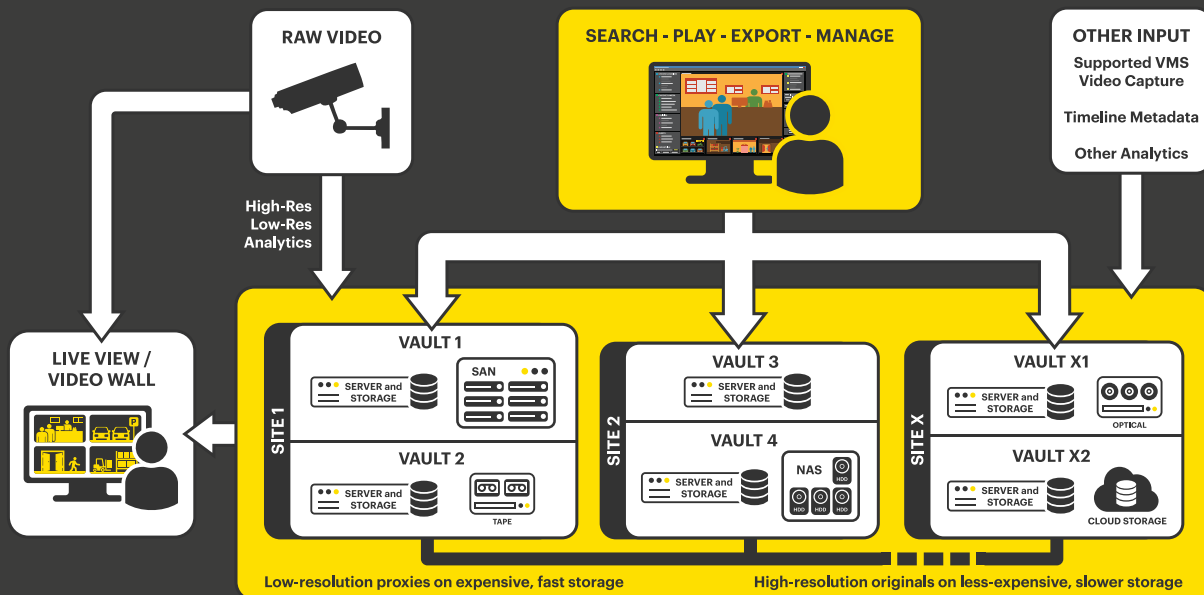 RAW VIDEO
SEARCH - PLAY - EXPORT - MANAGE
OTHER INPUT
Supported VMS
Video Capture
Timeline Metadata
Other Analytics
High-Res
Low-Res
Analytics
LIVE VIEW /
VIDEO WALL
P
SITE 1
VAULT 1
SERVER and
STORAGE
SAN
VAULT 2
SERVER and
STORAGE
TAPE
SITE 2
VAULT 3
SERVER and
STORAGE
VAULT 4
SERVER and
STORAGE
NAS
HDD
HDD
HDD
HDD
SITE X
VAULT X1
SERVER and
STORAGE
OPTICAL
VAULT X2
SERVER and
STORAGE
CLOUD STORAGE
Low-resolution proxies on expensive, fast storage
High-resolution originals on less-expensive, slower storage